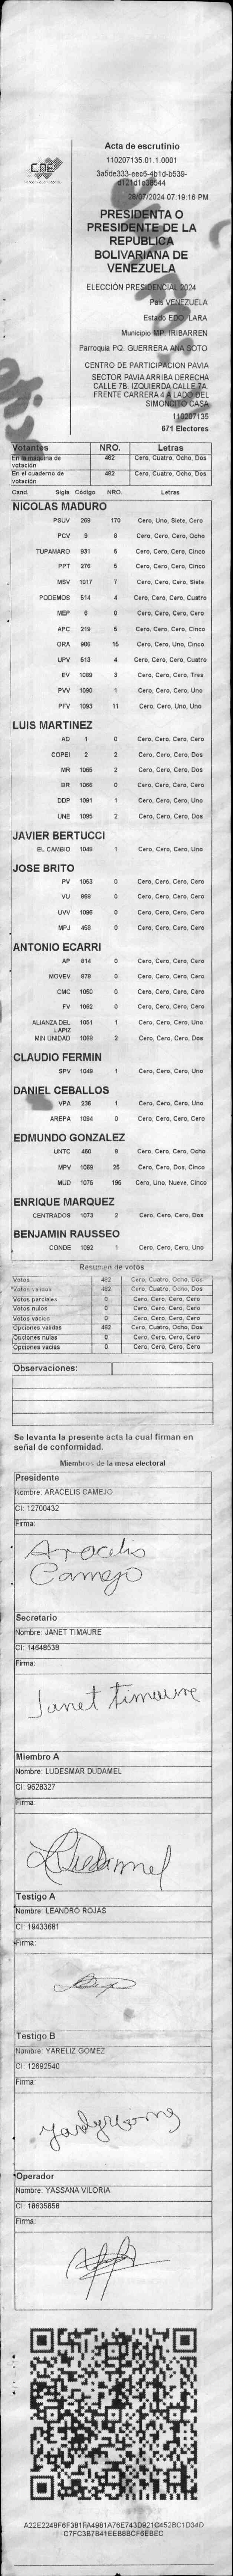 CNE
Acta de escrutinio
110207135.01.1.0001
3a5de333-eec5-4b1d-b539-
d121d1e38544
28/07/2024 07:19:16 PM
PRESIDENTA O
PRESIDENTE DE LA
REPUBLICA
BOLIVARIANA DE
VENEZUELA
ELECCIÓN PRESIDENCIAL 2024
País VENEZUELA
Estado EDO. LARA
Municipio MP. IRIBARREN
Parroquia PQ. GUERRERA ANA SOTO
CENTRO DE PARTICIPACION PAVIA
SECTOR PAVIA ARRIBA DERECHA
CALLE 7B. IZQUIERDA CALLE 7A
FRENTE CARRERA 4 A LADO DEL
SIMONCITO CASA
110207135
671 Electores
Votantes NRO. Letras
En la maquina de votación 482 Cero, Cuatro, Ocho, Dos
En el cuaderno de votación 482 Cero, Cuatro, Ocho, Dos
Cand. Sigla Código NRO. Letras
NICOLAS MADURO
PSUV 269 170 Cero, Uno, Siete, Cero
PCV 9 8 Cero, Cero, Cero, Ocho
TUPAMARO 931 5 Cero, Cero, Cero, Cinco
PPT 276 5 Cero, Cero, Cero, Cinco
MSV 1017 7 Cero, Cero, Cero, Siete
PODEMOS 514 4 Cero, Cero, Cero, Cuatro
MEP 6 0 Cero, Cero, Cero, Cero
APC 219 5 Cero, Cero, Cero, Cinco
ORA 906 15 Cero, Cero, Uno, Cinco
UPV 513 4 Cero, Cero, Cero, Cuatro
EV 1089 3 Cero, Cero, Cero, Tres
PVV 1090 1 Cero, Cero, Cero, Uno
PFV 1093 11 Cero, Cero, Uno, Uno
LUIS MARTINEZ
AD 1 0 Cero, Cero, Cero, Cero
COPEI 2 2 Cero, Cero, Cero, Dos
MR 1065 2 Cero, Cero, Cero, Dos
BR 1066 0 Cero, Cero, Cero, Cero
DDP 1091 1 Cero, Cero, Cero, Uno
UNE 1095 2 Cero, Cero, Cero, Dos
JAVIER BERTUCCI
EL CAMBIO 1048 1 Cero, Cero, Cero, Uno
JOSE BRITO
PV 1053 0 Cero, Cero, Cero, Cero
VU 868 0 Cero, Cero, Cero, Cero
UVV 1096 0 Cero, Cero, Cero, Cero
MPJ 458 0 Cero, Cero, Cero, Cero
ANTONIO ECARRI
AP 914 0 Cero, Cero, Cero, Cero
MOVEV 878 0 Cero, Cero, Cero, Cero
CMC 1050 0 Cero, Cero, Cero, Cero
FV 1062 0 Cero, Cero, Cero, Cero
ALIANZA DEL LAPIZ 1051 1 Cero, Cero, Cero, Uno
MIN UNIDAD 1068 2 Cero, Cero, Cero, Dos
CLAUDIO FERMIN
SPV 1049 1 Cero, Cero, Cero, Uno
DANIEL CEBALLOS
VPA 236 1 Cero, Cero, Cero, Uno
AREPA 1094 0 Cero, Cero, Cero, Cero
EDMUNDO GONZALEZ
UNTC 460 8 Cero, Cero, Cero, Ocho
MPV 1069 25 Cero, Cero, Dos, Cinco
MUD 1075 195 Cero, Uno, Nueve, Cinco
ENRIQUE MARQUEZ
CENTRADOS 1073 2 Cero, Cero, Cero, Dos
BENJAMIN RAUSSEO
CONDE 1092 1 Cero, Cero, Cero, Uno
Resumen de votos
Votos 482 Cero, Cuatro, Ocho, Dos
Votos validos 482 Cero, Cuatro, Ocho, Dos
Votos parciales 0 Cero, Cero, Cero, Cero
Votos nulos 0 Cero, Cero, Cero, Cero
Votos vacios 0 Cero, Cero, Cero, Cero
Opciones validas 482 Cero, Cuatro, Ocho, Dos
Opciones nulas 0 Cero, Cero, Cero, Cero
Opciones vacias 0 Cero, Cero, Cero, Cero
Observaciones:
Se levanta la presente acta la cual firman en
señal de conformidad.
Miembros de la mesa electoral
Presidente
Nombre: ARACELIS CAMEJO
CI: 12700432
Firma:
Aracelis
Camejo
Secretario
Nombre: JANET TIMAURE
CI: 14648538
Firma:
Janet timaure
Miembro A
Nombre: LUDESMAR DUDAMEL
CI: 9628327
Firma:
Testigo A
Nombre: LEANDRO ROJAS
CI: 19433681
Firma:
Testigo B
Nombre: YARELIZ GOMEZ
CI: 12692540
Firma:
Operador
Nombre: YASSANA VILORIA
CI: 18635858
Firma:
A22E2249F6F381FA4981A76E743D921C452BC1D34D
C7FC3B7B41EEB8BCF6EBEC